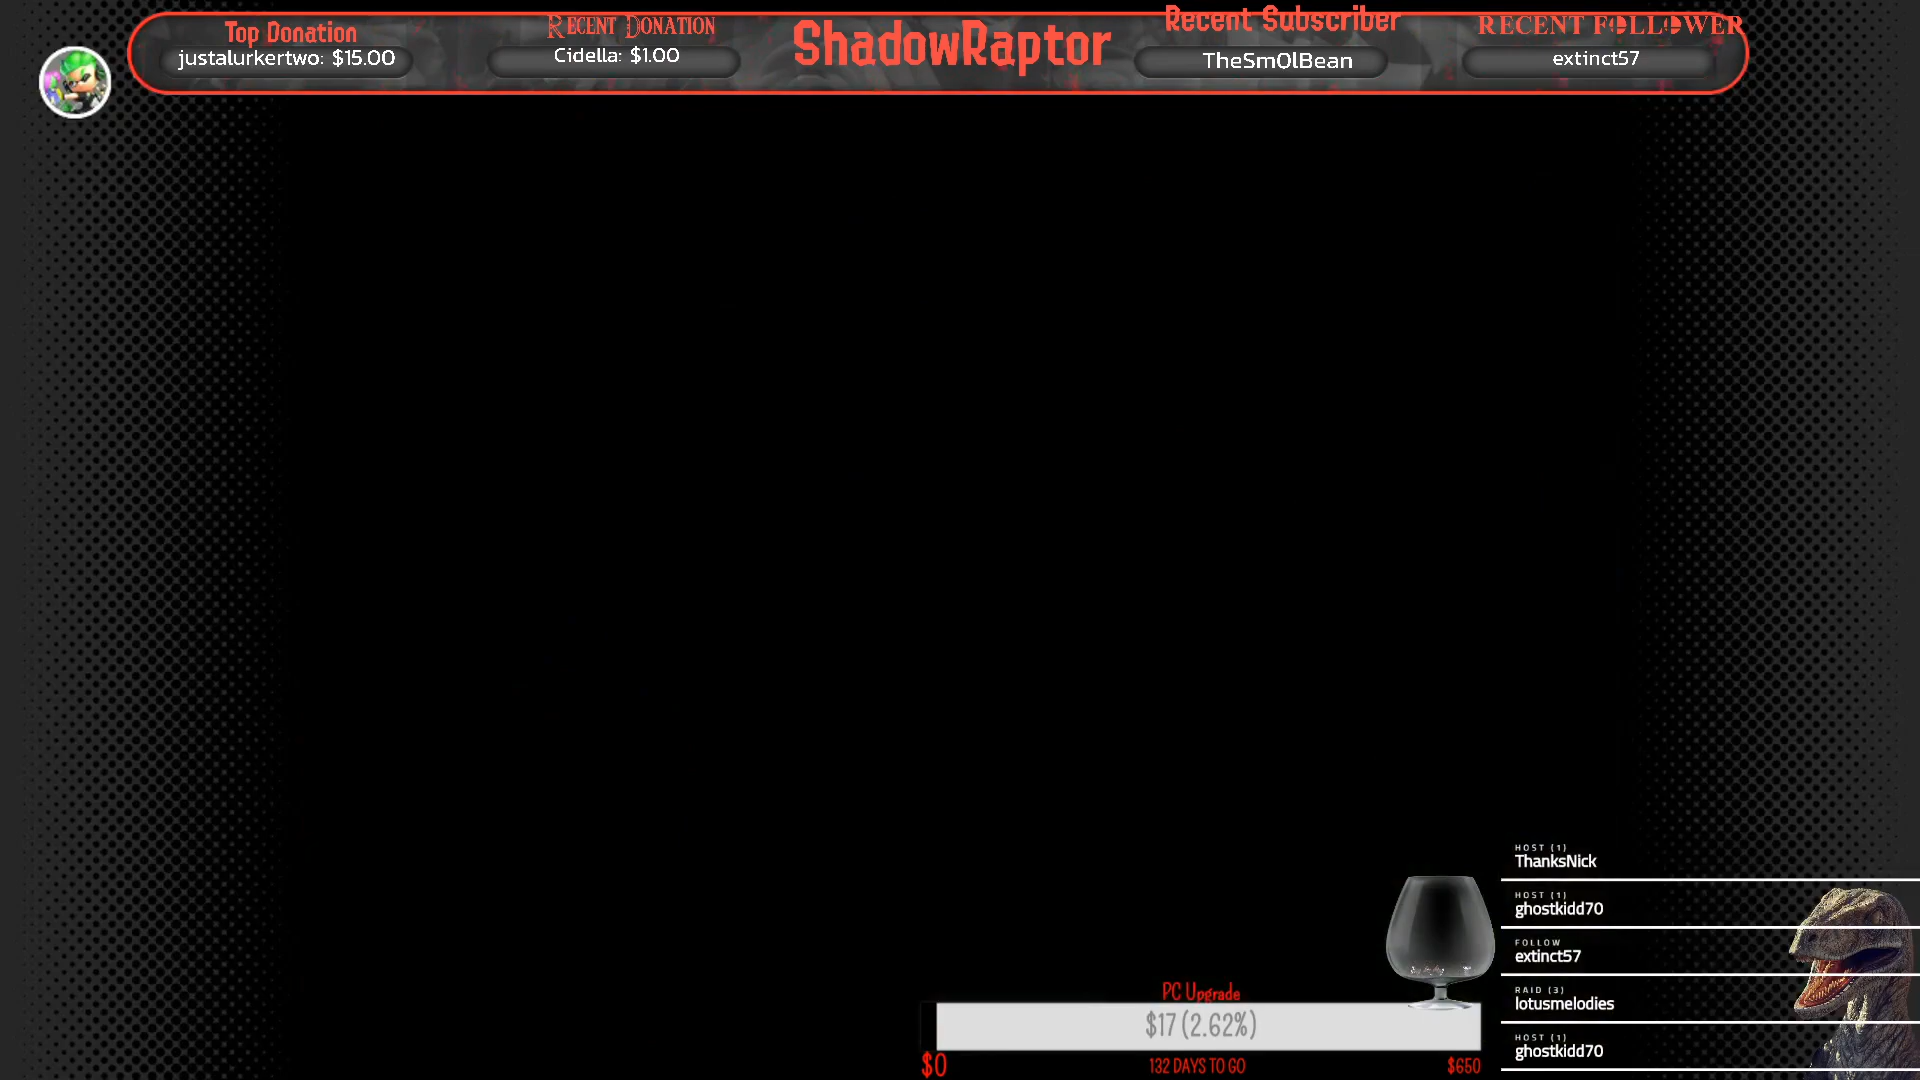 Top Donation
justalurkertwo: $15.00
Recent Donation
Cidella: $1.00
ShadowRaptor
Recent Subscriber
TheSm0lBean
RECENT FOLLOWER
extinct57
HOST (1)
ThanksNick
HOST (1)
ghostkidd70
FOLLOW
extinct57
RAID (3)
lotusmelodies
HOST (1)
ghostkidd70
PC Upgrade
$17 (2.62%)
$0
132 DAYS TO GO
$650